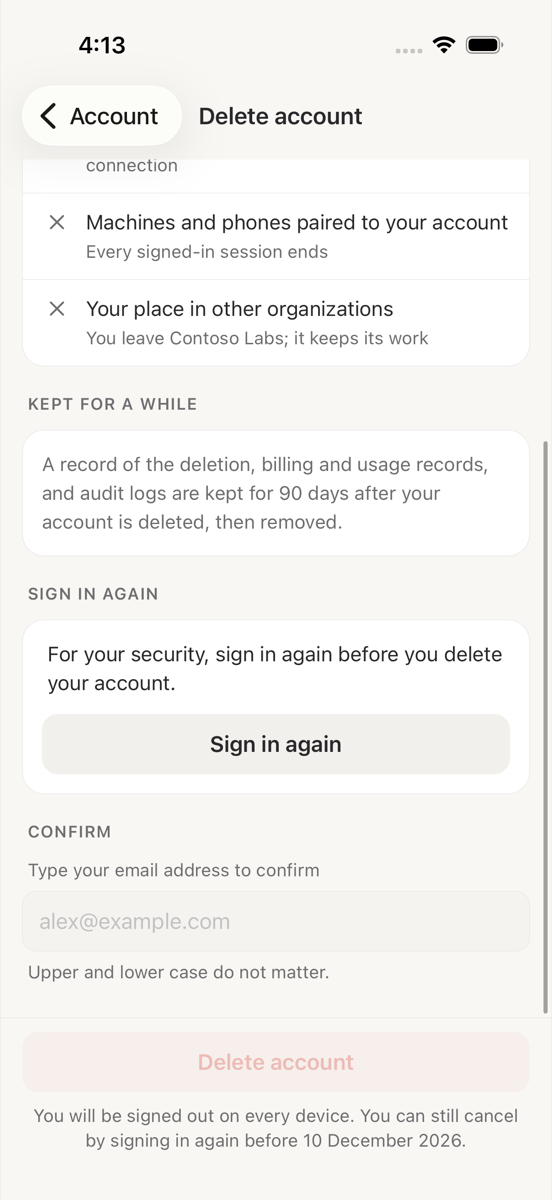 4:13
Account
Delete account
connection
Machines and phones paired to your account
Every signed-in session ends
Your place in other organizations
You leave Contoso Labs; it keeps its work
KEPT FOR A WHILE
A record of the deletion, billing and usage records,
and audit logs are kept for 90 days after your
account is deleted, then removed.
SIGN IN AGAIN
For your security, sign in again before you delete
your account.
Sign in again
CONFIRM
Type your email address to confirm
alex@example.com
Upper and lower case do not matter.
Delete account
You will be signed out on every device. You can still cancel
by signing in again before 10 December 2026.